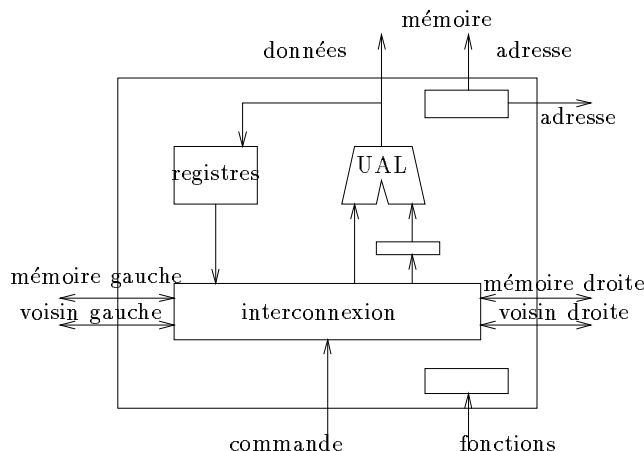 mémoire
données
adresse
adresse
UAL
registres
mémoire gauche
mémoire droite
voisin gauche
interconnexion
voisin droite
commande
fonctions